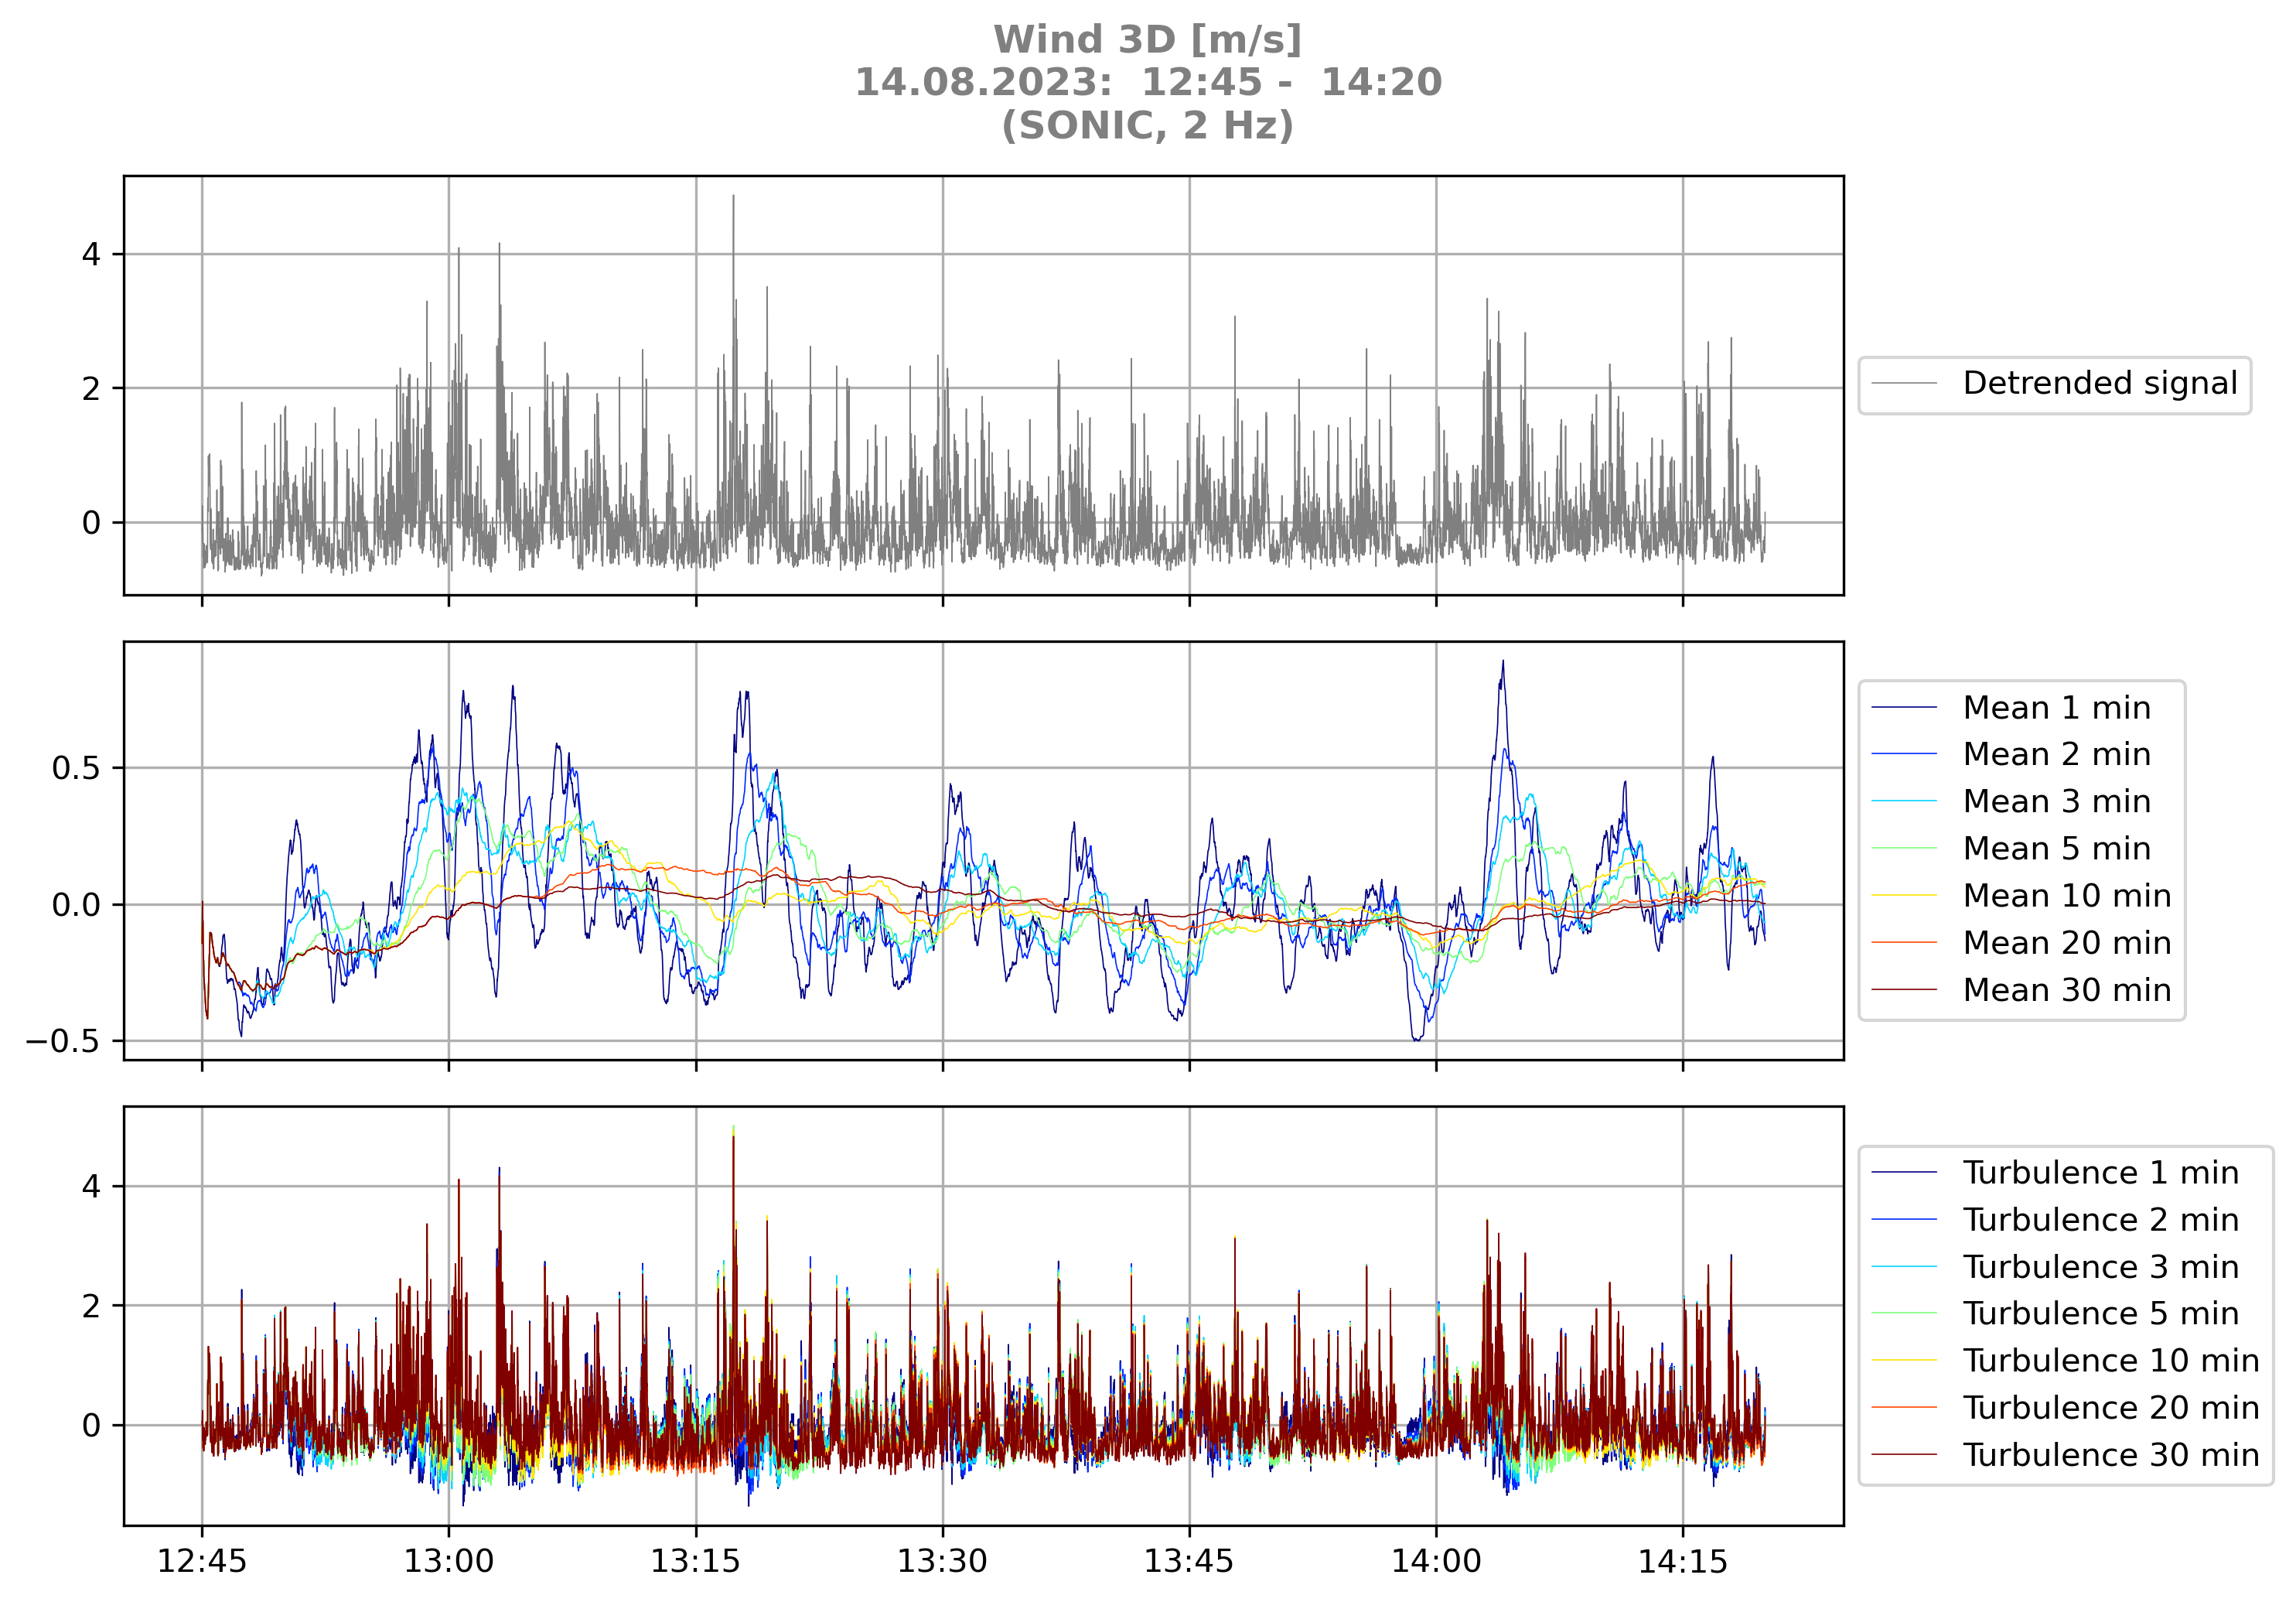 Wind 3D [m/s]
14.08.2023:  12:45 -  14:20
(SONIC, 2 Hz)
4
2
0
Detrended signal
0.5
0.0
−0.5
Mean 1 min
Mean 2 min
Mean 3 min
Mean 5 min
Mean 10 min
Mean 20 min
Mean 30 min
4
2
0
Turbulence 1 min
Turbulence 2 min
Turbulence 3 min
Turbulence 5 min
Turbulence 10 min
Turbulence 20 min
Turbulence 30 min
12:45 13:00 13:15 13:30 13:45 14:00 14:15